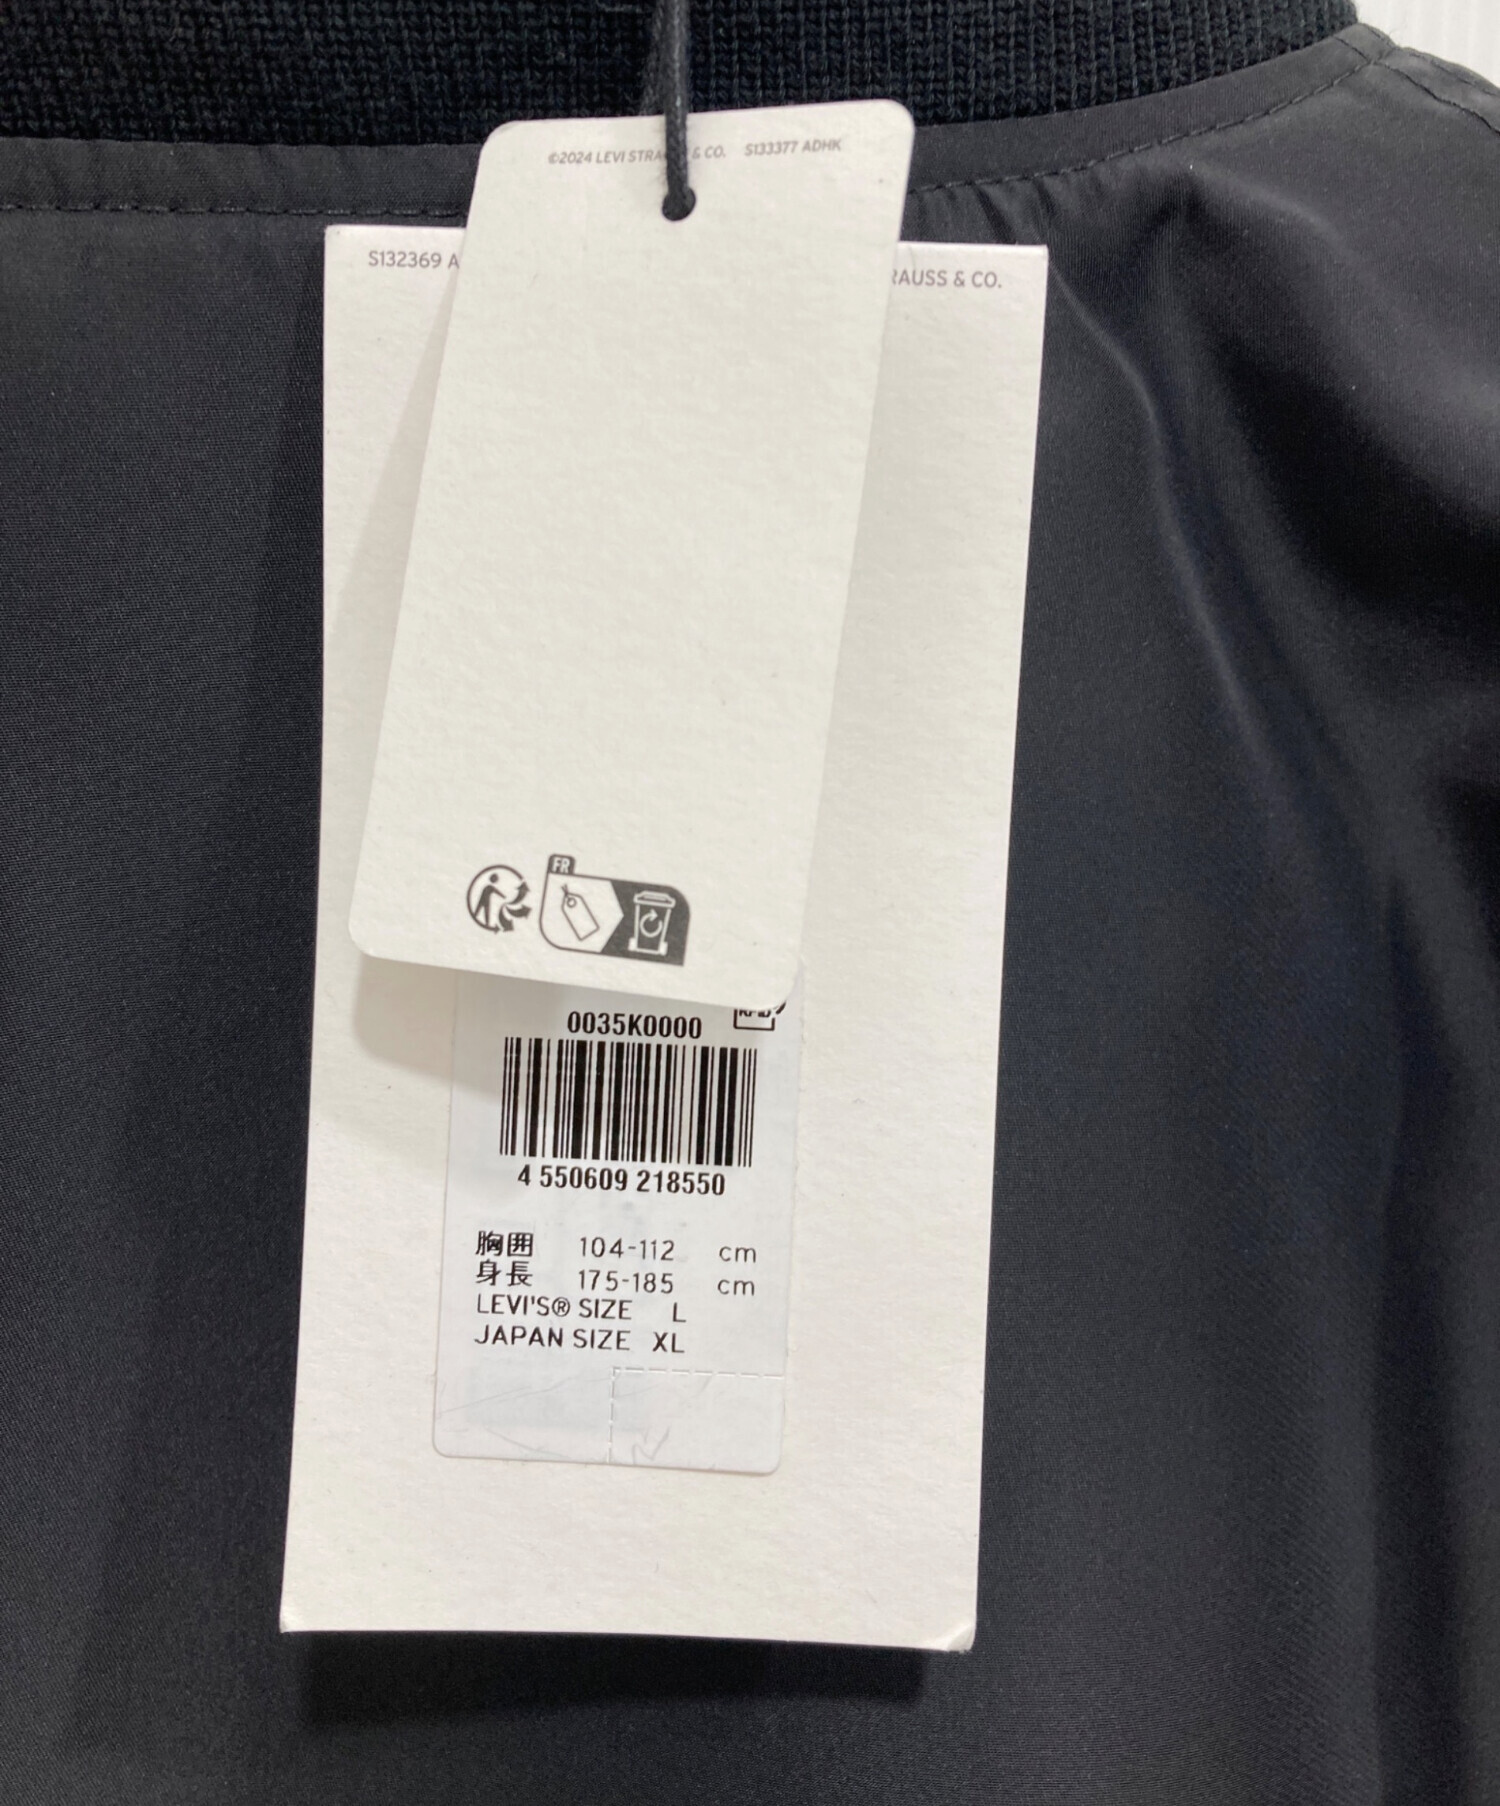 ©2024 LEVI STRA & CO. S133377 ADHK
S132369 A
RAUSS & CO.
FR
0035K0000
4 550609 218550
胸囲 104-112 cm
身長 175-185 cm
LEVI'S® SIZE L
JAPAN SIZE XL